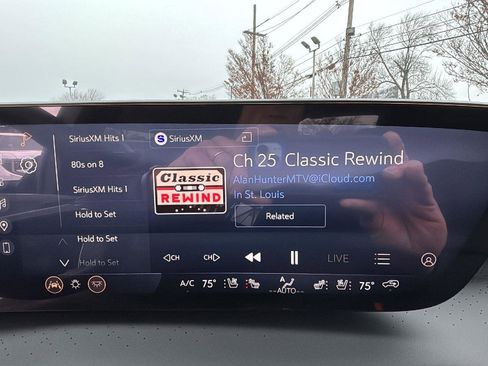 SiriusXM Hits 1
80s on 8
SiriusXM Hits 1
Hold to Set
Hold to Set
Hold to Set
S SiriusXM
Classic
REWIND
Ch 25 Classic Rewind
AlanHunterMTV@iCloud.com
In St. Louis
Related
CH
CH
LIVE
A/C 75° A AUTO 75°